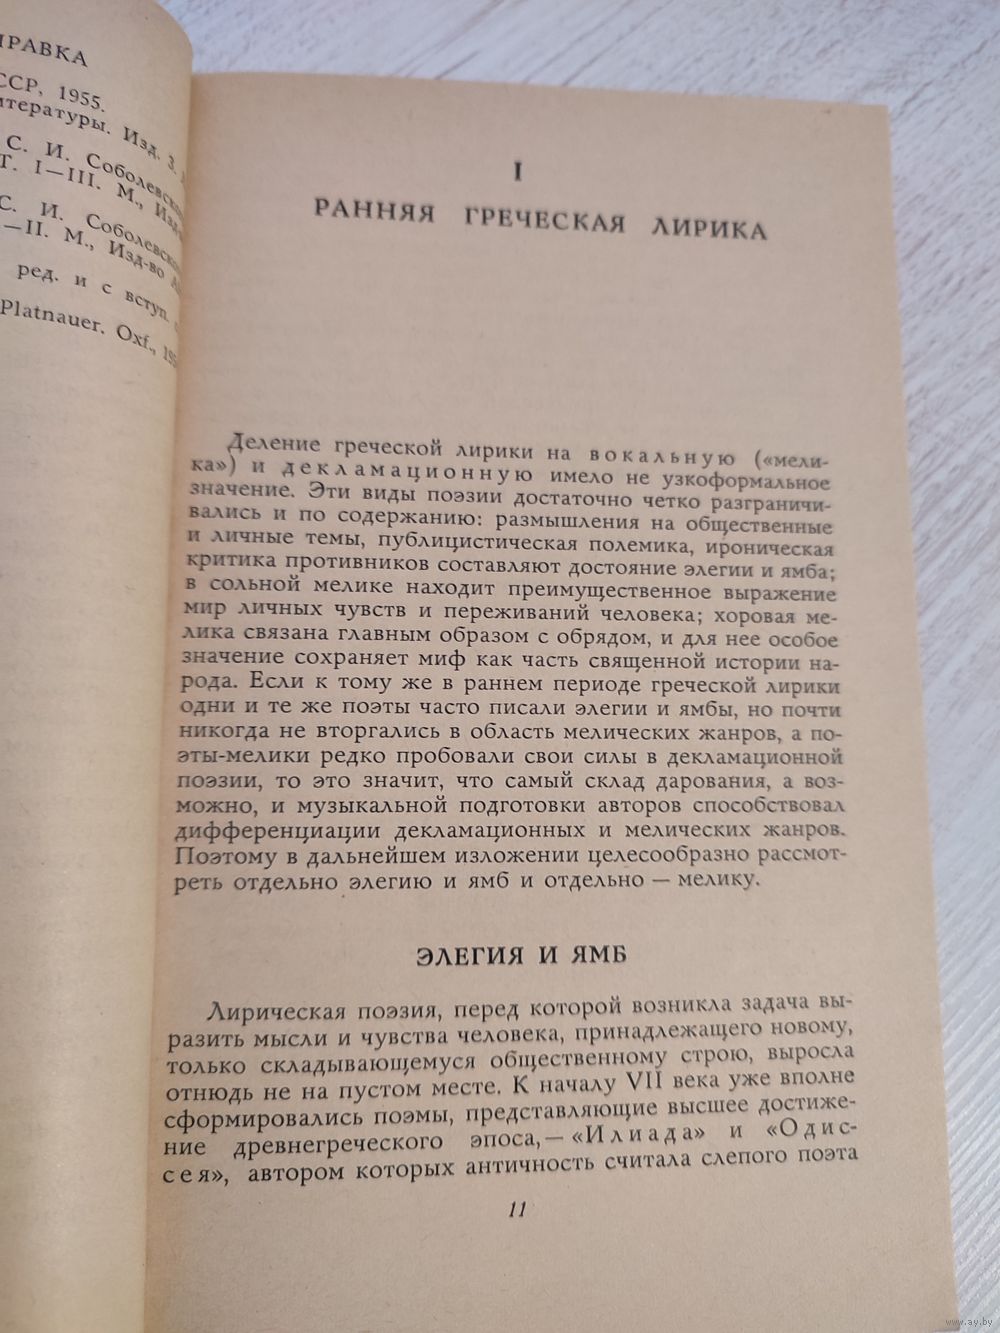 СССР, 1955.
Изд. 3.
С. И.
Т. I—III. М.,
С. И.
—II. М., Изд-во
ред. и с вступ.
Platnauer. Oxf.,
I
РАННЯЯ ГРЕЧЕСКАЯ ЛИРИКА
Деление греческой лирики на вокальную («мели-
ка») и декламационную имело не узкоформальное
значение. Эти виды поэзии достаточно четко разграничи-
вались и по содержанию: размышления на общественные
и личные темы, публицистическая полемика, ироническая
критика противников составляют достояние элегии и ямба;
в сольной мелике находит преимущественное выражение
мир личных чувств и переживаний человека; хоровая ме-
лика связана главным образом с обрядом, и для нее особое
значение сохраняет миф как часть священной истории на-
рода. Если к тому же в раннем периоде греческой лирики
одни и те же поэты часто писали элегии и ямбы, но почти
никогда не вторгались в область мелических жанров, а по-
эты-мелики редко пробовали свои силы в декламационной
поэзии, то это значит, что самый склад дарования, а воз-
можно, и музыкальной подготовки авторов способствовал
дифференциации декламационных и мелических жанров.
Поэтому в дальнейшем изложении целесообразно рассмот-
реть отдельно элегию и ямб и отдельно — мелику.
ЭЛЕГИЯ И ЯМБ
Лирическая поэзия, перед которой возникла задача вы-
разить мысли и чувства человека, принадлежащего новому,
только складывающемуся общественному строю, выросла
отнюдь не на пустом месте. К началу VII века уже вполне
сформировались поэмы, представляющие высшее достиже-
ние древнегреческого эпоса,— «Илиада» и «Одис-
сея», автором которых античность считала слепого поэта
11
www.ay.by